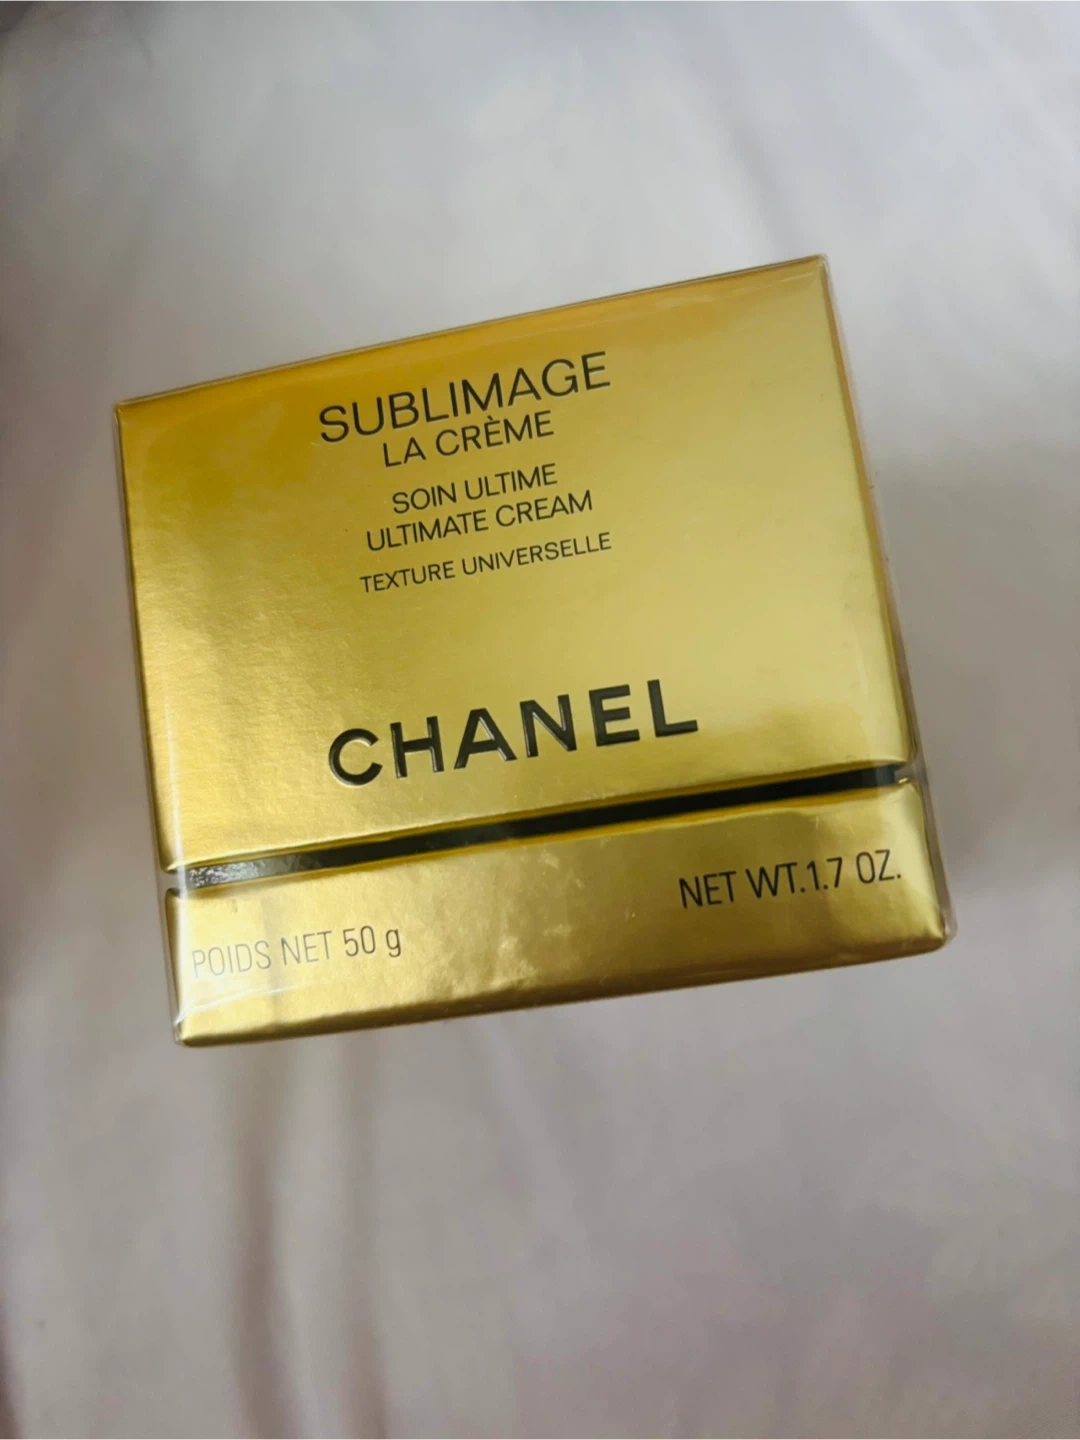 SUBLIMAGE
LA CRÈME
SOIN ULTIME
ULTIMATE CREAM
TEXTURE UNIVERSELLE
CHANEL
POIDS NET 50 g
NET WT.1.7 OZ.